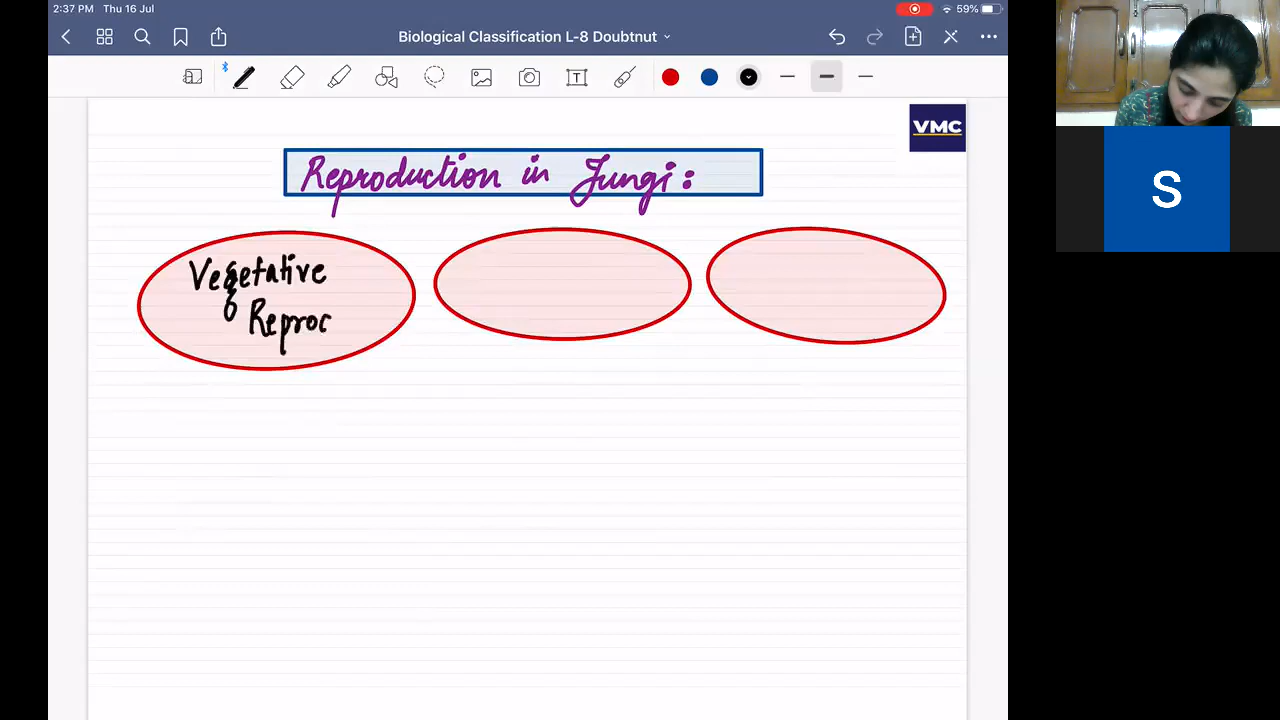 2:37 PM Thu 16 Jul
59%
Biological Classification L-8 Doubtnut
T
VMC
Reproduction in Fungi:
Vegetative
Reproc
S